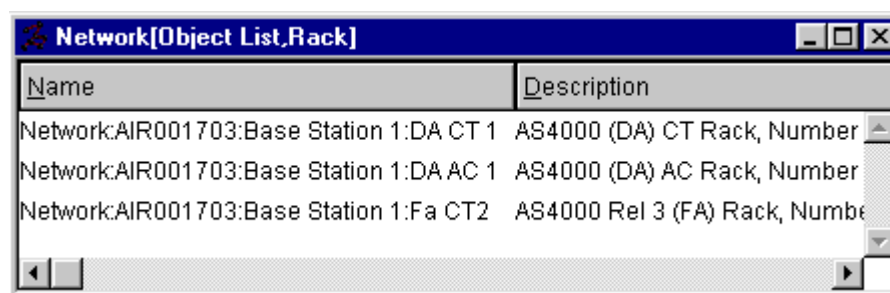 Network[Object List,Rack]
Name Description
Network:AIR001703:Base Station 1:DA CT 1 AS4000 (DA) CT Rack, Number
Network:AIR001703:Base Station 1:DA AC 1 AS4000 (DA) AC Rack, Number
Network:AIR001703:Base Station 1:Fa CT2 AS4000 Rel 3 (FA) Rack, Numbe